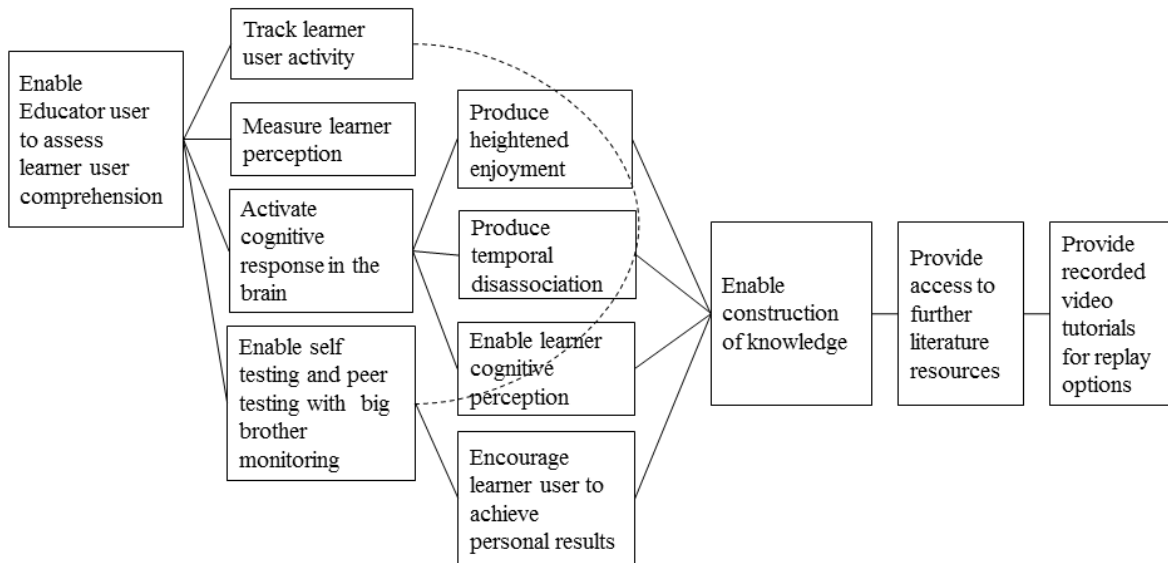 Enable
Educator user
to assess
learner user
comprehension
Track learner
user activity
Measure learner
perception
Activate
cognitive
response in the
brain
Enable self
testing and peer
testing with big
brother
monitoring
Produce
heightened
enjoyment
Produce
temporal
disassociation
Enable learner
cognitive
perception
Encourage
learner user to
achieve
personal results
Enable
construction
of knowledge
Provide
access to
further
literature
resources
Provide
recorded
video
tutorials
for replay
options